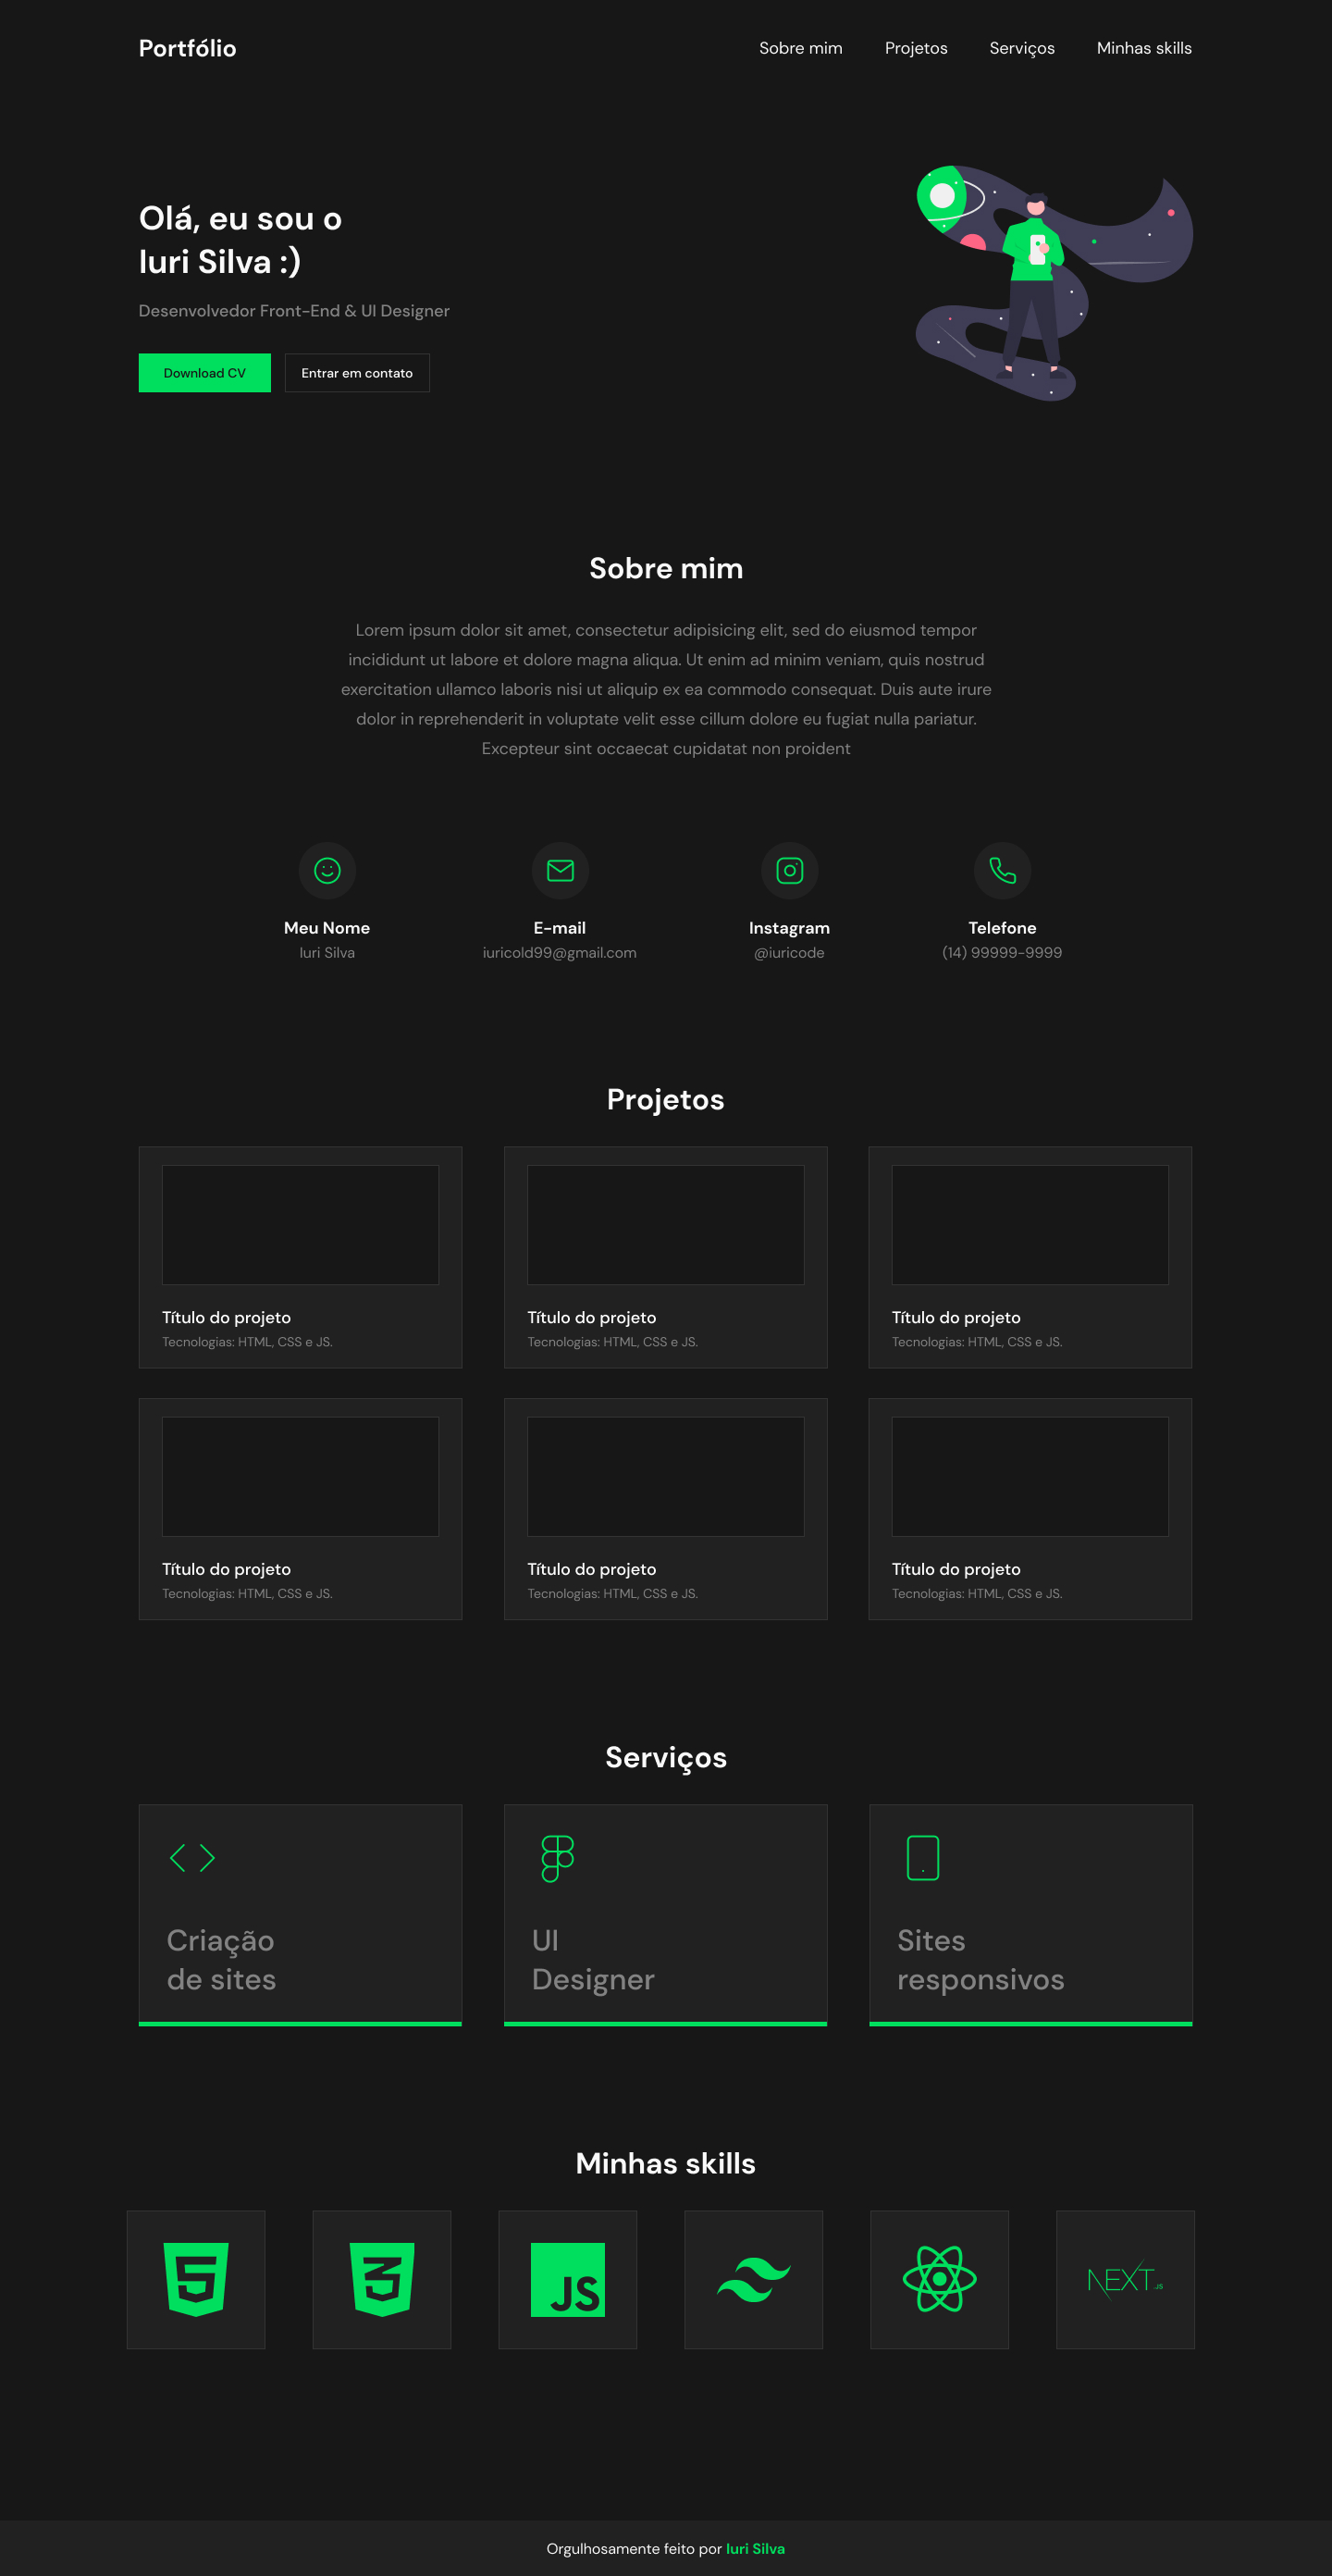 Portfólio
Sobre mim
Projetos
Serviços
Minhas skills
Olá, eu sou o
Iuri Silva :)
Desenvolvedor Front-End & UI Designer
Download CV
Entrar em contato
Sobre mim
Lorem ipsum dolor sit amet, consectetur adipisicing elit, sed do eiusmod tempor
incididunt ut labore et dolore magna aliqua. Ut enim ad minim veniam, quis nostrud
exercitation ullamco laboris nisi ut aliquip ex ea commodo consequat. Duis aute irure
dolor in reprehenderit in voluptate velit esse cillum dolore eu fugiat nulla pariatur.
Excepteur sint occaecat cupidatat non proident
Meu Nome
Iuri Silva
E-mail
iuricold99@gmail.com
Instagram
@iuricode
Telefone
(14) 99999-9999
Projetos
Título do projeto
Tecnologias: HTML, CSS e JS.
Título do projeto
Tecnologias: HTML, CSS e JS.
Título do projeto
Tecnologias: HTML, CSS e JS.
Título do projeto
Tecnologias: HTML, CSS e JS.
Título do projeto
Tecnologias: HTML, CSS e JS.
Título do projeto
Tecnologias: HTML, CSS e JS.
Serviços
Criação
de sites
UI
Designer
Sites
responsivos
Minhas skills
5
3
JS
NEXT.JS
Orgulhosamente feito por Iuri Silva